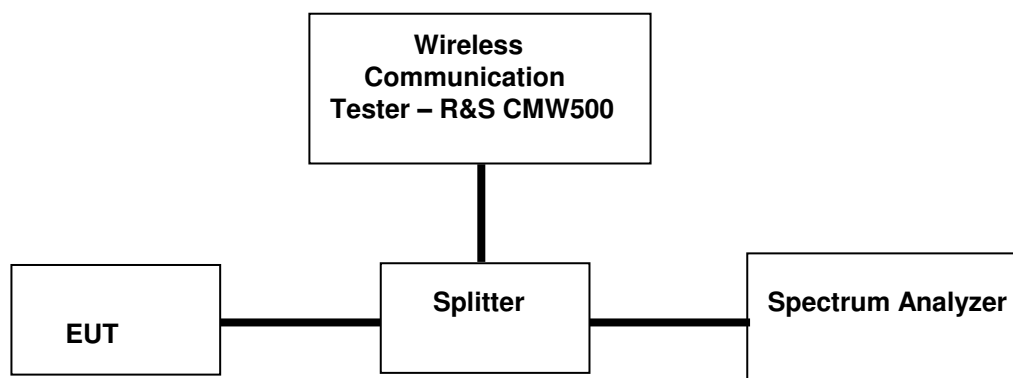 Wireless
Communication
Tester – R&S CMW500
Splitter
Spectrum Analyzer
EUT